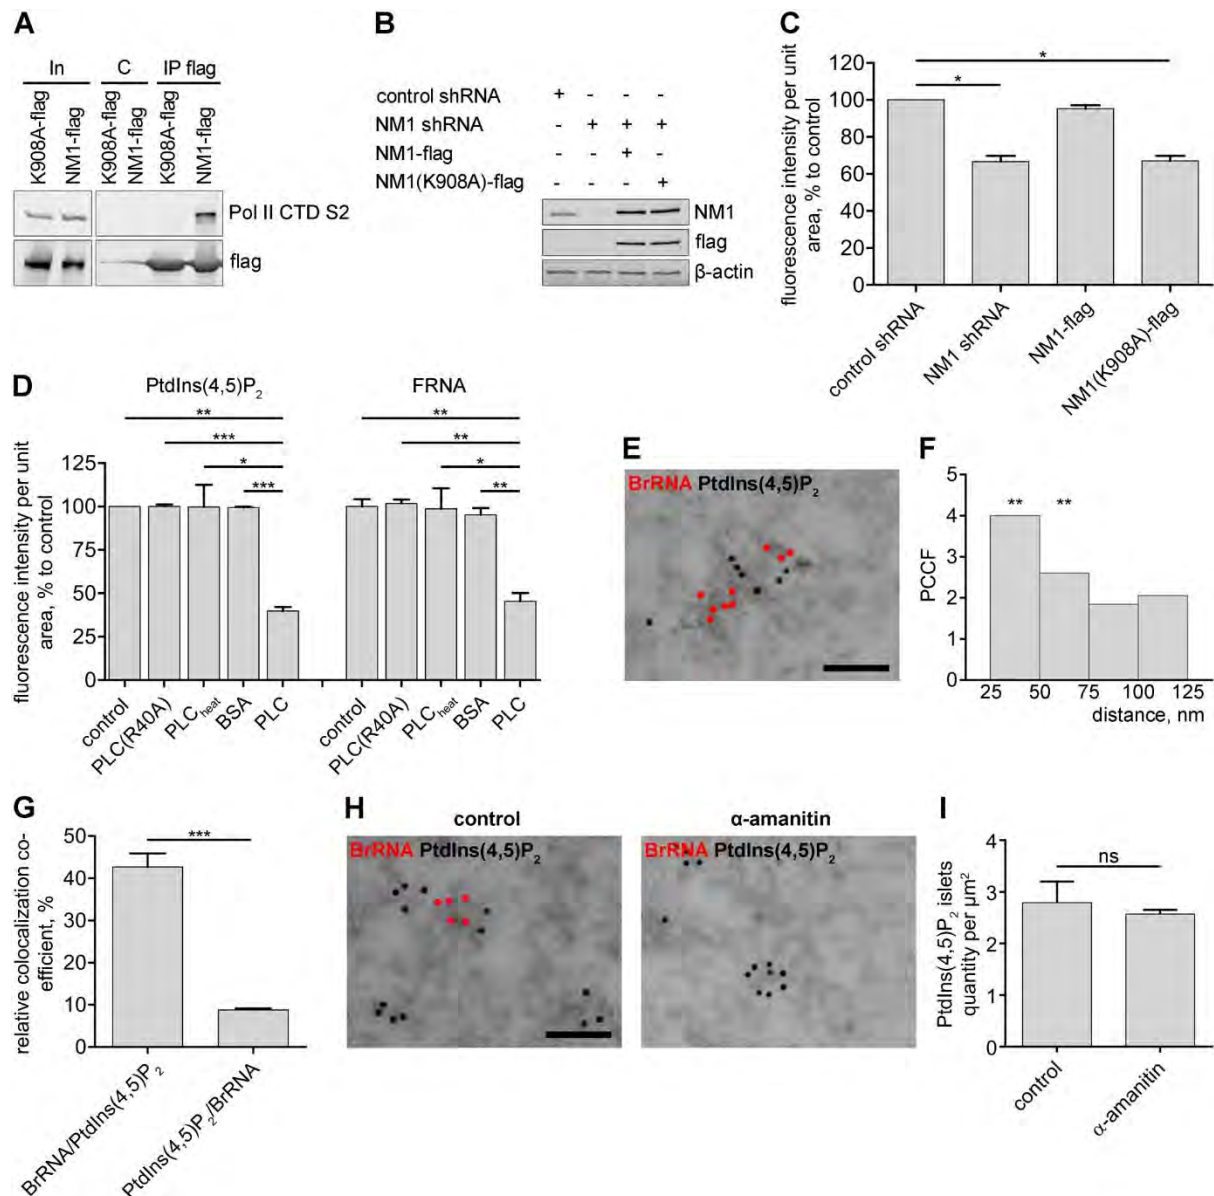 A
In C IP flag
K908A-flag
NM1-flag
K908A-flag
NM1-flag
K908A-flag
NM1-flag
Pol II CTD S2
flag
B
control shRNA + - - -
NM1 shRNA - + + +
NM1-flag - - + -
NM1(K908A)-flag - - - +
NM1
flag
β-actin
C
fluorescence intensity per unit
area, % to control
120
100
80
60
40
20
0
*
*
control shRNA
NM1 shRNA
NM1-flag
NM1(K908A)-flag
D
PtdIns(4,5)P₂ FRNA
** **
*** **
* *
*** **
fluorescence intensity per unit
area, % to control
125
100
75
50
25
0
control
PLC(R40A)
PLCheat
BSA
PLC
control
PLC(R40A)
PLCheat
BSA
PLC
E
BrRNA PtdIns(4,5)P₂
F
PCCF
5
4
3
2
1
0
** **
25 50 75 100 125
distance, nm
G
relative colocalization co-
efficient, %
50
40
30
20
10
0
***
BrRNA/PtdIns(4,5)P₂
PtdIns(4,5)P₂/BrRNA
H
control α-amanitin
BrRNA PtdIns(4,5)P₂ BrRNA PtdIns(4,5)P₂
I
PtdIns(4,5)P₂ islets
quantity per μm²
4
3
2
1
0
ns
control
α-amanitin